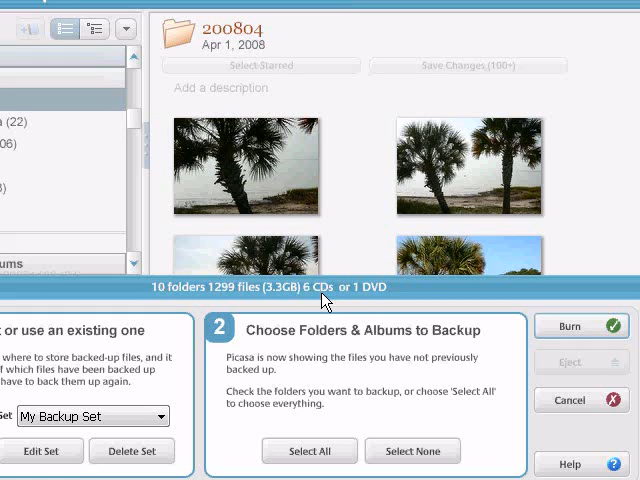 200804
Apr 1, 2008
Select Starred
Save Changes (100+)
Add a description
(22)
06)
)
ums
10 folders 1299 files (3.3GB) 6 CDs or 1 DVD
t or use an existing one
where to store backed-up files, and it
of which files have been backed up
have to back them up again.
Set My Backup Set
Edit Set
Delete Set
2 Choose Folders & Albums to Backup
Picasa is now showing the files you have not previously
backed up.
Check the folders you want to backup, or choose 'Select All'
to choose everything.
Select All
Select None
Burn
Eject
Cancel
Help ?